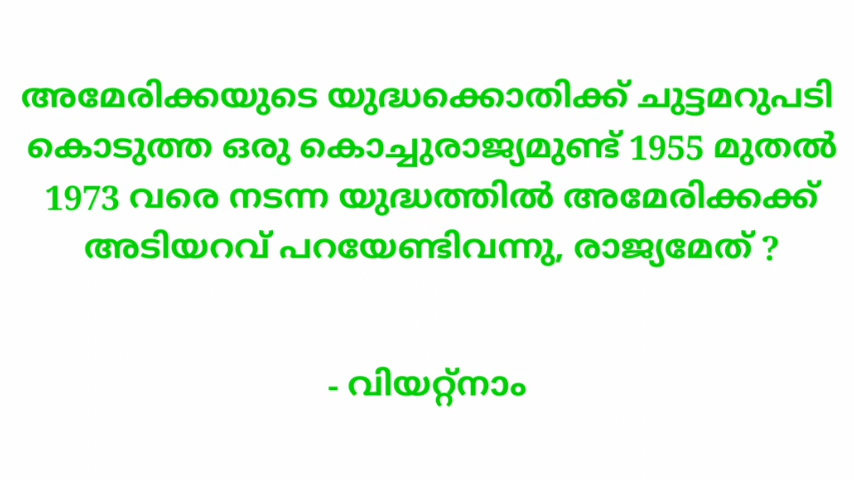 അമേരിക്കയുടെ യുദ്ധക്കൊതിക്ക് ചുട്ടമറുപടി
കൊടുത്ത ഒരു കൊച്ചുരാജ്യമുണ്ട് 1955 മുതൽ
1973 വരെ നടന്ന യുദ്ധത്തിൽ അമേരിക്കക്ക്
അടിയറവ് പറയേണ്ടിവന്നു, രാജ്യമേത് ?
- വിയറ്റ്നാം